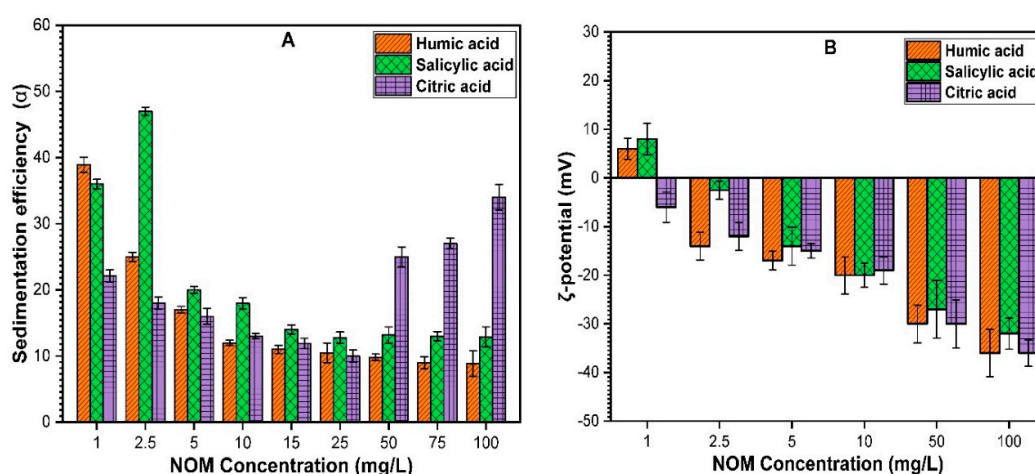 A
Humic acid
Salicylic acid
Citric acid
Sedimentation efficiency (α)
60
50
40
30
20
10
0
1 2.5 5 10 15 25 50 75 100
NOM Concentration (mg/L)
B
Humic acid
Salicylic acid
Citric acid
ζ-potential (mV)
30
20
10
0
-10
-20
-30
-40
-50
1 2.5 5 10 50 100
NOM Concentration (mg/L)